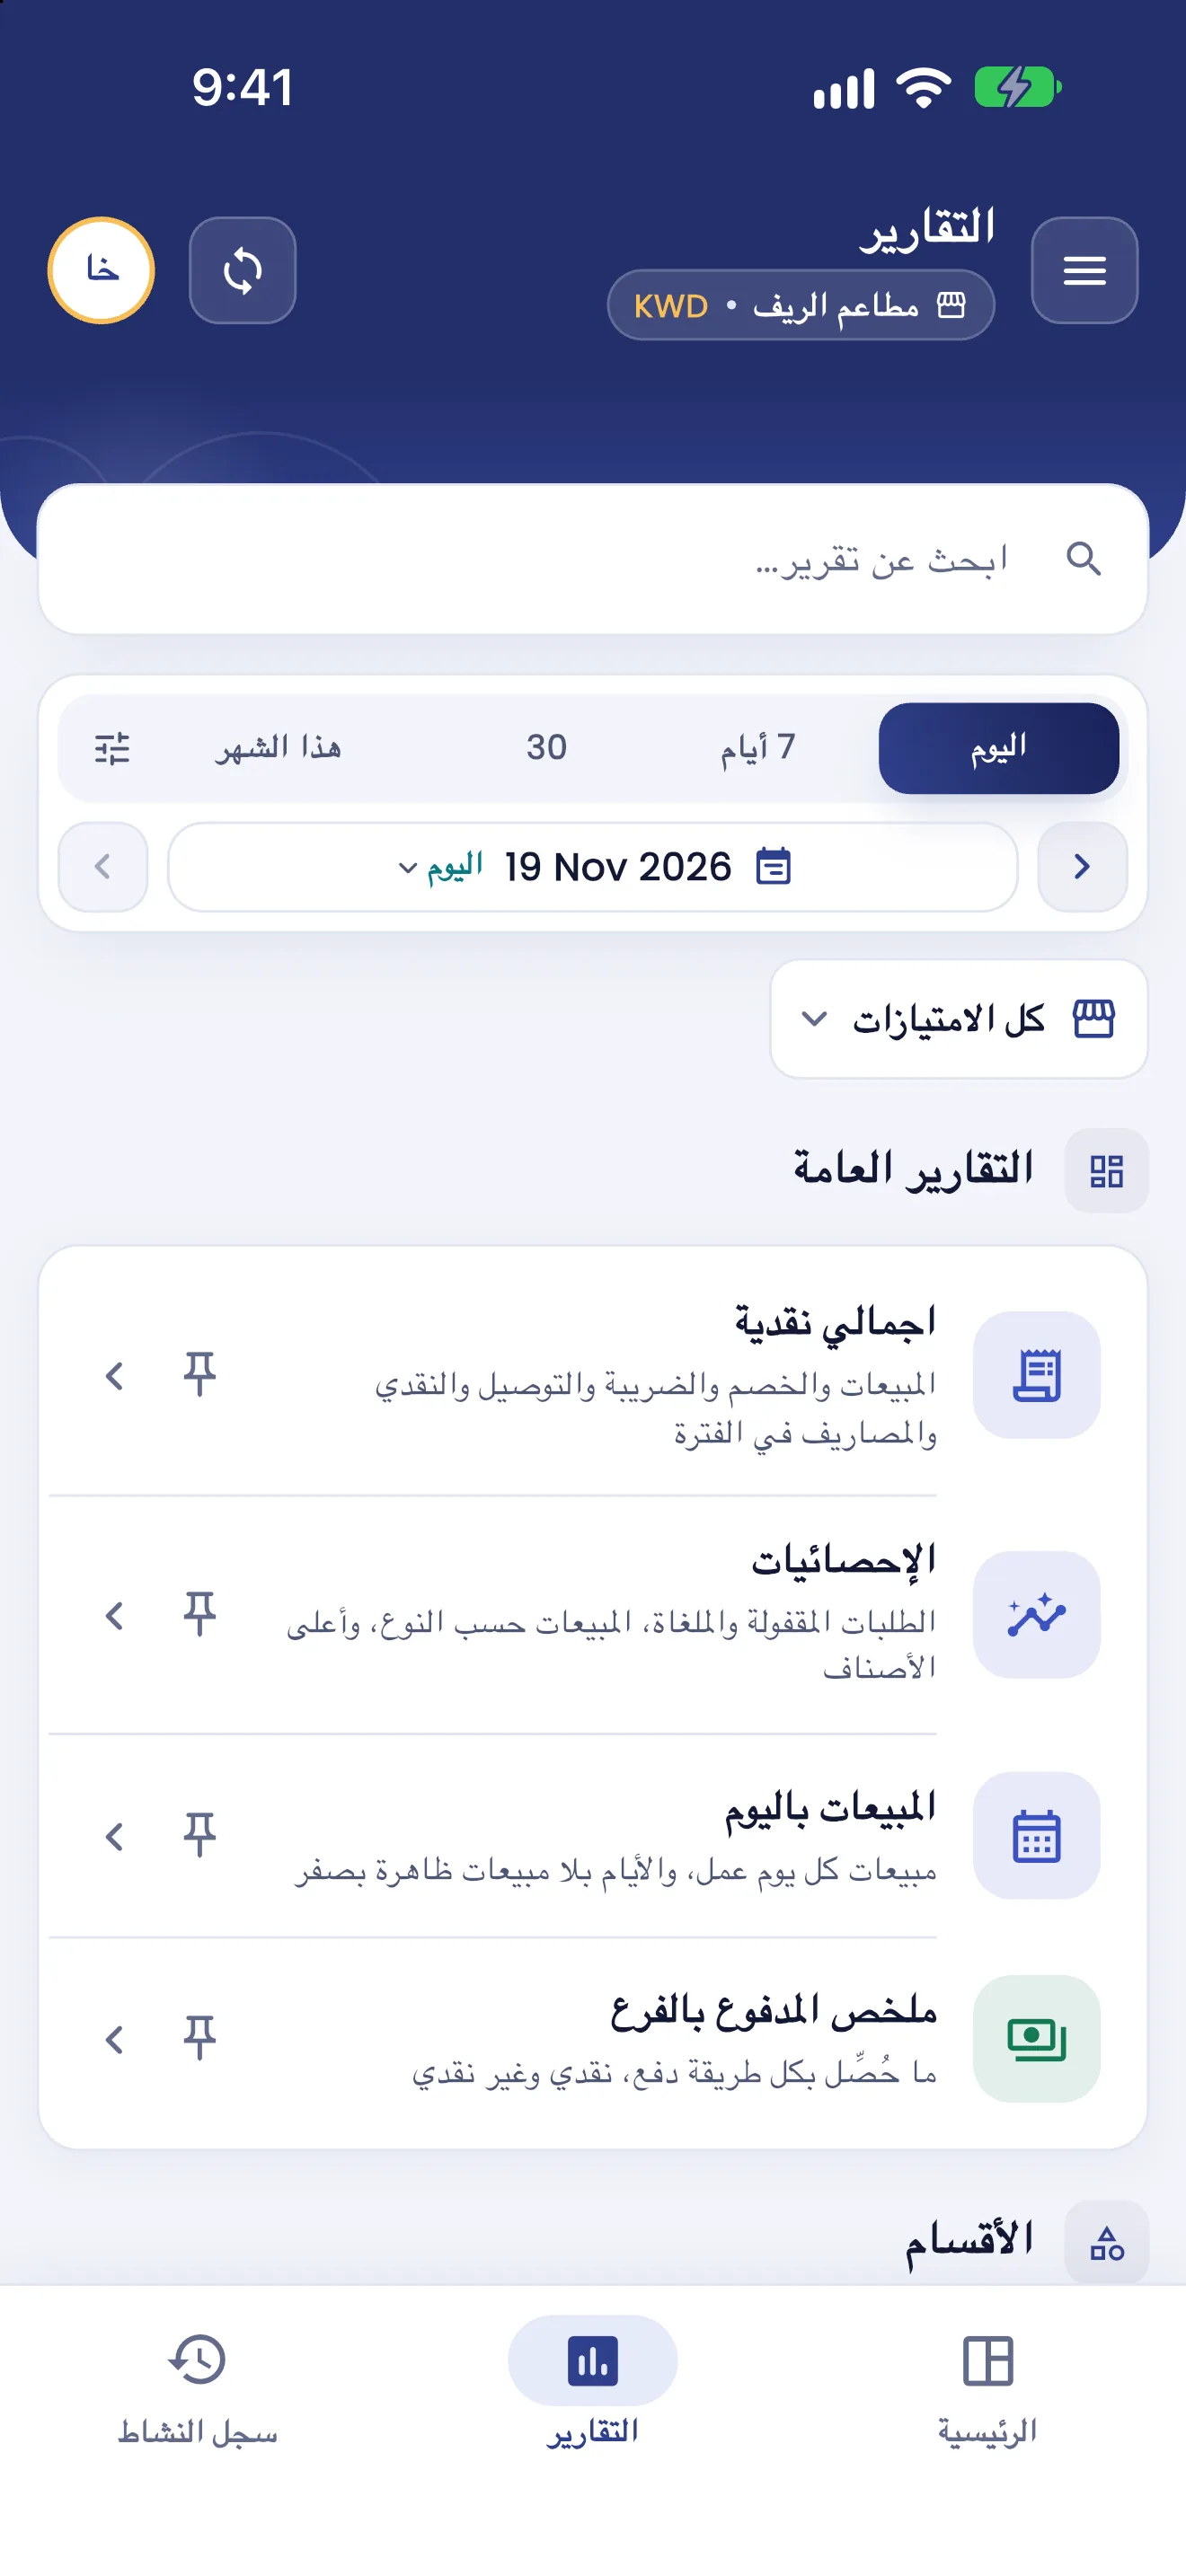 9:41
التقارير
مطاعم الريف • KWD
خا
ابحث عن تقرير...
اليوم
7 أيام
30
هذا الشهر
19 Nov 2026 اليوم
كل الامتيازات
التقارير العامة
اجمالي نقدية
المبيعات والخصم والضريبة والتوصيل والنقدي
والمصاريف في الفترة
الإحصائيات
الطلبات المقفولة والملغاة، المبيعات حسب النوع، وأعلى
الأصناف
المبيعات باليوم
مبيعات كل يوم عمل، والأيام بلا مبيعات ظاهرة بصفر
ملخص المدفوع بالفرع
ما حُصِّل بكل طريقة دفع، نقدي وغير نقدي
الأقسام
الرئيسية
التقارير
سجل النشاط